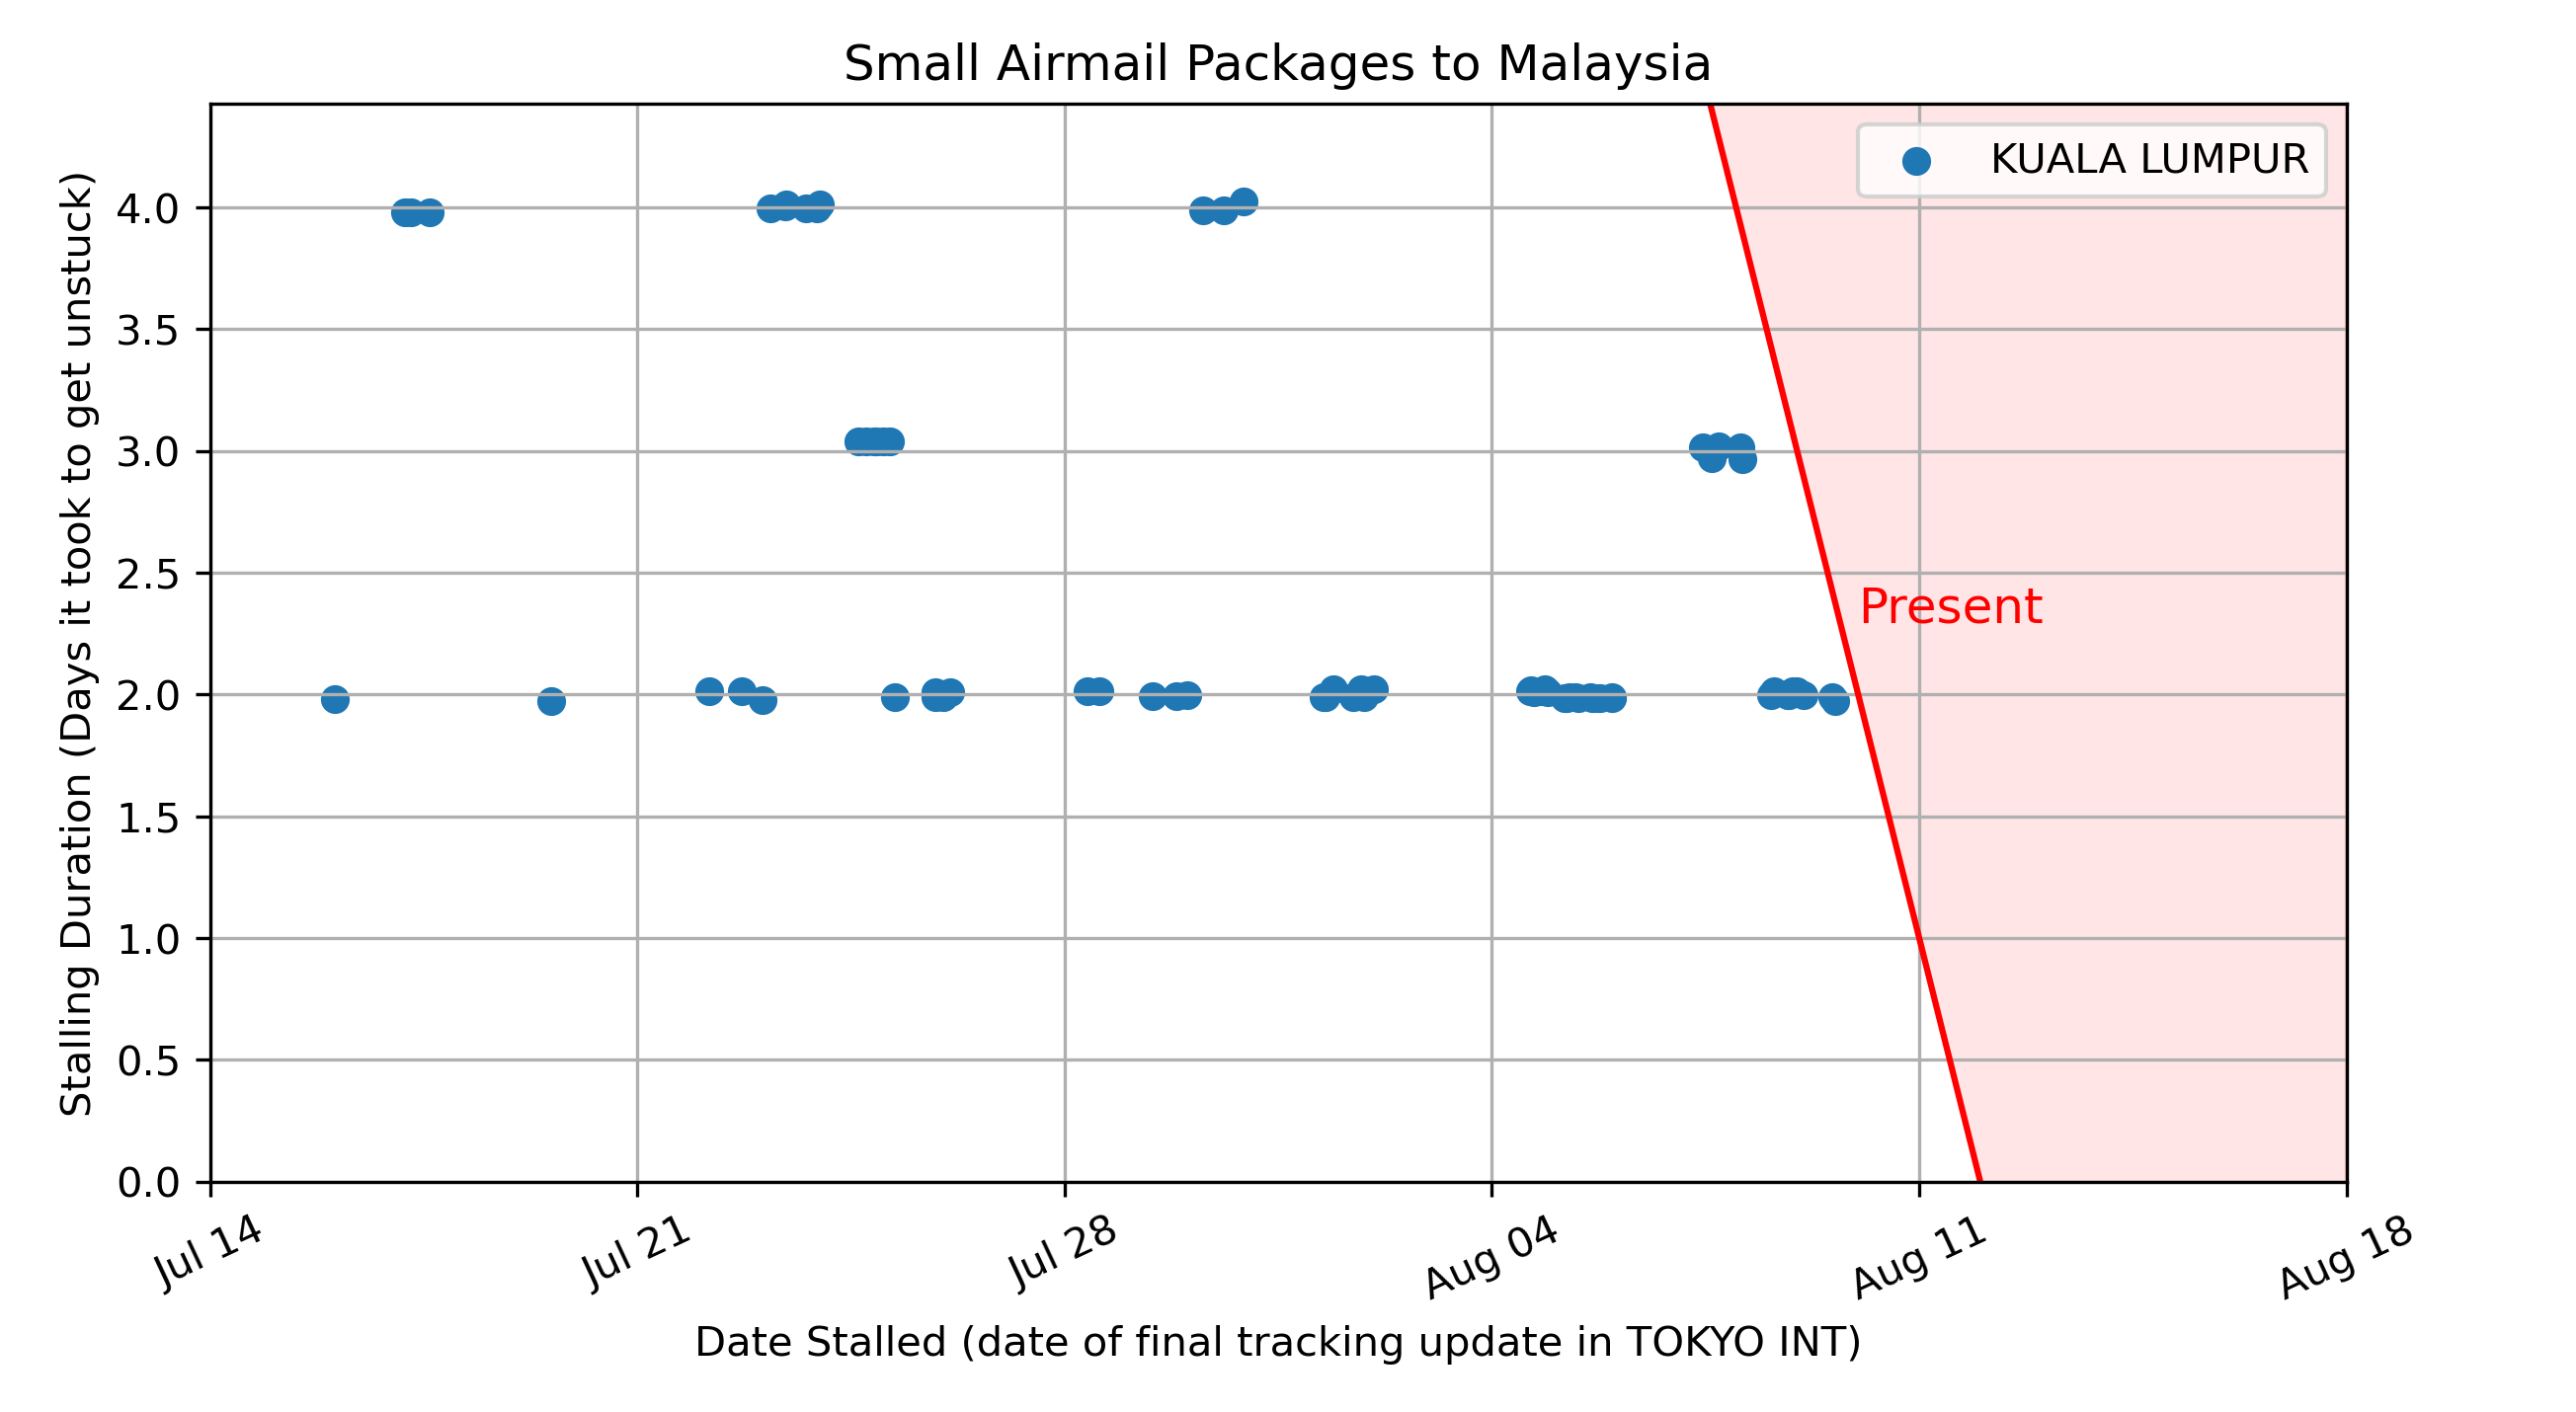 Small Airmail Packages to Malaysia
KUALA LUMPUR
Stalling Duration (Days it took to get unstuck)
4.0
3.5
3.0
2.5
2.0
1.5
1.0
0.5
0.0
Present
Jul 14
Jul 21
Jul 28
Aug 04
Aug 11
Aug 18
Date Stalled (date of final tracking update in TOKYO INT)